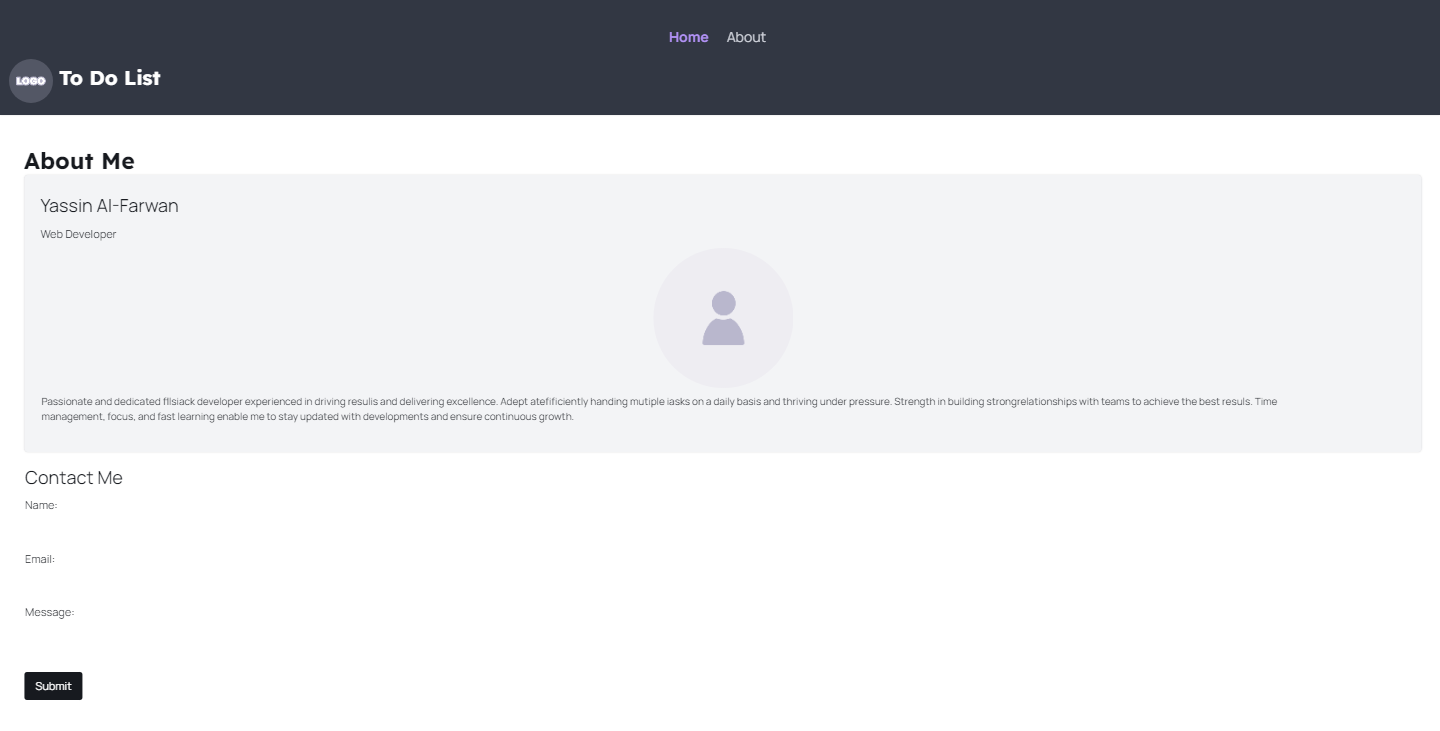 Home About
LOGO To Do List
About Me
Yassin Al-Farwan
Web Developer
Passionate and dedicated fllsiack developer experienced in driving resulis and delivering excellence. Adept atefificiently handing mutiple iasks on a daily basis and thriving under pressure. Strength in building strongrelationships with teams to achieve the best resuls. Time
management, focus, and fast learning enable me to stay updated with developments and ensure continuous growth.
Contact Me
Name:
Email:
Message:
Submit